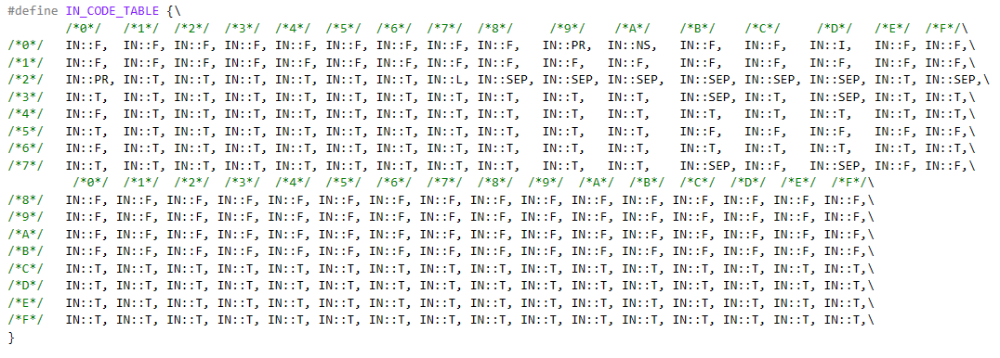 #define IN_CODE_TABLE {\
/*0*/ /*1*/ /*2*/ /*3*/ /*4*/ /*5*/ /*6*/ /*7*/ /*8*/ /*9*/ /*A*/ /*B*/ /*C*/ /*D*/ /*E*/ /*F*/\
/*0*/ IN::F, IN::F, IN::F, IN::F, IN::F, IN::F, IN::F, IN::F, IN::F, IN::PR, IN::NS, IN::F, IN::F, IN::I, IN::F, IN::F,\
/*1*/ IN::F, IN::F, IN::F, IN::F, IN::F, IN::F, IN::F, IN::F, IN::F, IN::F, IN::F, IN::F, IN::F, IN::F, IN::F, IN::F,\
/*2*/ IN::PR, IN::T, IN::T, IN::T, IN::T, IN::T, IN::T, IN::L, IN::SEP, IN::SEP, IN::SEP, IN::SEP, IN::SEP, IN::SEP, IN::T, IN::SEP,\
/*3*/ IN::T, IN::T, IN::T, IN::T, IN::T, IN::T, IN::T, IN::T, IN::T, IN::T, IN::T, IN::SEP, IN::T, IN::SEP, IN::T, IN::T,\
/*4*/ IN::F, IN::T, IN::T, IN::T, IN::T, IN::T, IN::T, IN::T, IN::T, IN::T, IN::T, IN::T, IN::T, IN::T, IN::T, IN::T,\
/*5*/ IN::T, IN::T, IN::T, IN::T, IN::T, IN::T, IN::T, IN::T, IN::T, IN::T, IN::T, IN::F, IN::F, IN::F, IN::F, IN::F,\
/*6*/ IN::F, IN::T, IN::T, IN::T, IN::T, IN::T, IN::T, IN::T, IN::T, IN::T, IN::T, IN::T, IN::T, IN::T, IN::T, IN::T,\
/*7*/ IN::T, IN::T, IN::T, IN::T, IN::T, IN::T, IN::T, IN::T, IN::T, IN::T, IN::T, IN::SEP, IN::F, IN::SEP, IN::F, IN::F,\
/*0*/ /*1*/ /*2*/ /*3*/ /*4*/ /*5*/ /*6*/ /*7*/ /*8*/ /*9*/ /*A*/ /*B*/ /*C*/ /*D*/ /*E*/ /*F*/\
/*8*/ IN::F, IN::F, IN::F, IN::F, IN::F, IN::F, IN::F, IN::F, IN::F, IN::F, IN::F, IN::F, IN::F, IN::F, IN::F, IN::F,\
/*9*/ IN::F, IN::F, IN::F, IN::F, IN::F, IN::F, IN::F, IN::F, IN::F, IN::F, IN::F, IN::F, IN::F, IN::F, IN::F, IN::F,\
/*A*/ IN::F, IN::F, IN::F, IN::F, IN::F, IN::F, IN::F, IN::F, IN::F, IN::F, IN::F, IN::F, IN::F, IN::F, IN::F, IN::F,\
/*B*/ IN::F, IN::F, IN::F, IN::F, IN::F, IN::F, IN::F, IN::F, IN::F, IN::F, IN::F, IN::F, IN::F, IN::F, IN::F, IN::F,\
/*C*/ IN::T, IN::T, IN::T, IN::T, IN::T, IN::T, IN::T, IN::T, IN::T, IN::T, IN::T, IN::T, IN::T, IN::T, IN::T, IN::T,\
/*D*/ IN::T, IN::T, IN::T, IN::T, IN::T, IN::T, IN::T, IN::T, IN::T, IN::T, IN::T, IN::T, IN::T, IN::T, IN::T, IN::T,\
/*E*/ IN::T, IN::T, IN::T, IN::T, IN::T, IN::T, IN::T, IN::T, IN::T, IN::T, IN::T, IN::T, IN::T, IN::T, IN::T, IN::T,\
/*F*/ IN::T, IN::T, IN::T, IN::T, IN::T, IN::T, IN::T, IN::T, IN::T, IN::T, IN::T, IN::T, IN::T, IN::T, IN::T, IN::T,\
}